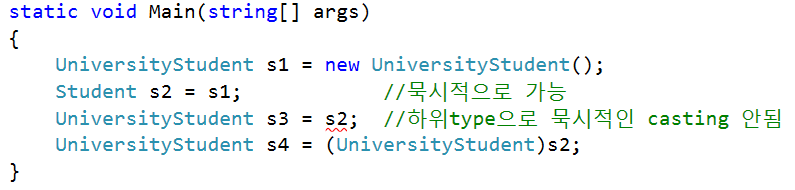 static void Main(string[] args)
{
    UniversityStudent s1 = new UniversityStudent();
    Student s2 = s1;            //묵시적으로 가능
    UniversityStudent s3 = s2;  //하위type으로 묵시적인 casting 안됨
    UniversityStudent s4 = (UniversityStudent)s2;
}